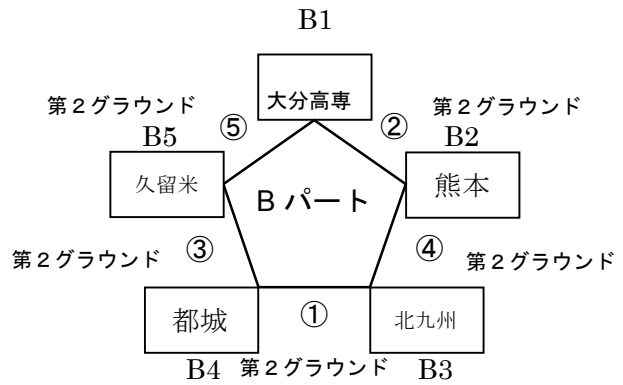 B1
大分高専
第2グラウンド
⑤
②
第2グラウンド
B5
B2
久留米
Bパート
熊本
第2グラウンド
③
④
第2グラウンド
都城
①
北九州
B4
第2グラウンド
B3